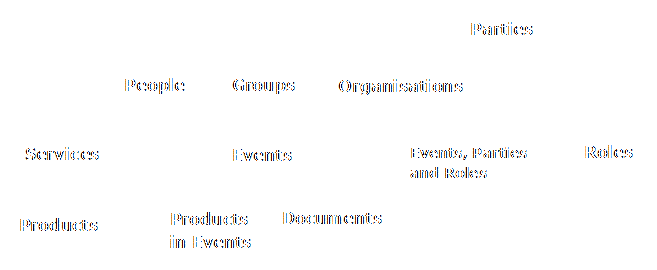 Parties
People Groups Organisations
Services Events Events, Parties Roles
and Roles
Products Products Documents
in Events